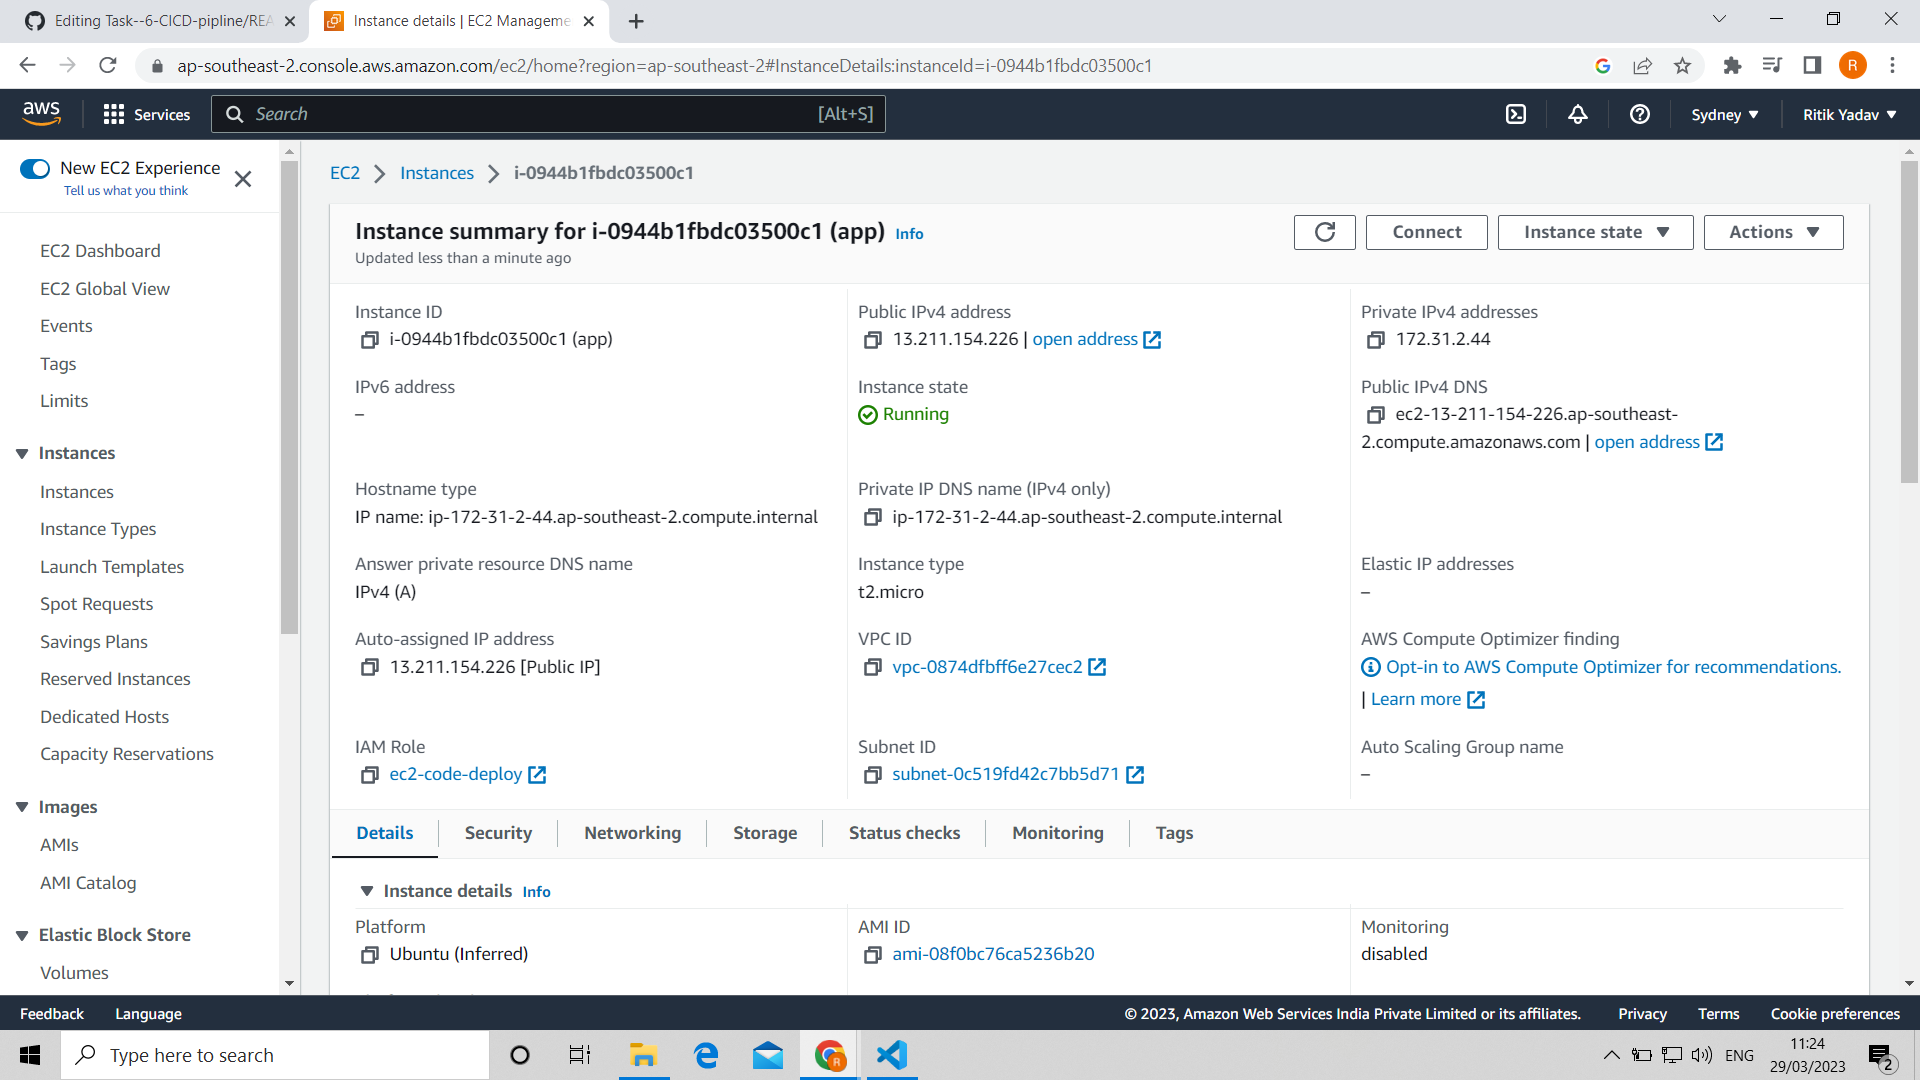 Editing Task--6-CICD-pipline/REA
Instance details | EC2 Manageme
ap-southeast-2.console.aws.amazon.com/ec2/home?region=ap-southeast-2#InstanceDetails:instanceId=i-0944b1fbdc03500c1
R
aws
Services
Search
[Alt+S]
Sydney
Ritik Yadav
New EC2 Experience
Tell us what you think
EC2 Dashboard
EC2 Global View
Events
Tags
Limits
Instances
Instances
Instance Types
Launch Templates
Spot Requests
Savings Plans
Reserved Instances
Dedicated Hosts
Capacity Reservations
Images
AMIs
AMI Catalog
Elastic Block Store
Volumes
EC2 Instances i-0944b1fbdc03500c1
Instance summary for i-0944b1fbdc03500c1 (app) Info
Updated less than a minute ago
Connect
Instance state
Actions
Instance ID
i-0944b1fbdc03500c1 (app)
Public IPv4 address
13.211.154.226 | open address
Private IPv4 addresses
172.31.2.44
IPv6 address
–
Instance state
Running
Public IPv4 DNS
ec2-13-211-154-226.ap-southeast-
2.compute.amazonaws.com | open address
Hostname type
IP name: ip-172-31-2-44.ap-southeast-2.compute.internal
Private IP DNS name (IPv4 only)
ip-172-31-2-44.ap-southeast-2.compute.internal
Answer private resource DNS name
IPv4 (A)
Instance type
t2.micro
Elastic IP addresses
–
Auto-assigned IP address
13.211.154.226 [Public IP]
VPC ID
vpc-0874dfbff6e27cec2
AWS Compute Optimizer finding
Opt-in to AWS Compute Optimizer for recommendations.
| Learn more
IAM Role
ec2-code-deploy
Subnet ID
subnet-0c519fd42c7bb5d71
Auto Scaling Group name
–
Details
Security
Networking
Storage
Status checks
Monitoring
Tags
Instance details Info
Platform
Ubuntu (Inferred)
AMI ID
ami-08f0bc76ca5236b20
Monitoring
disabled
Feedback
Language
© 2023, Amazon Web Services India Private Limited or its affiliates.
Privacy
Terms
Cookie preferences
Type here to search
R
ENG
11:24
29/03/2023
2